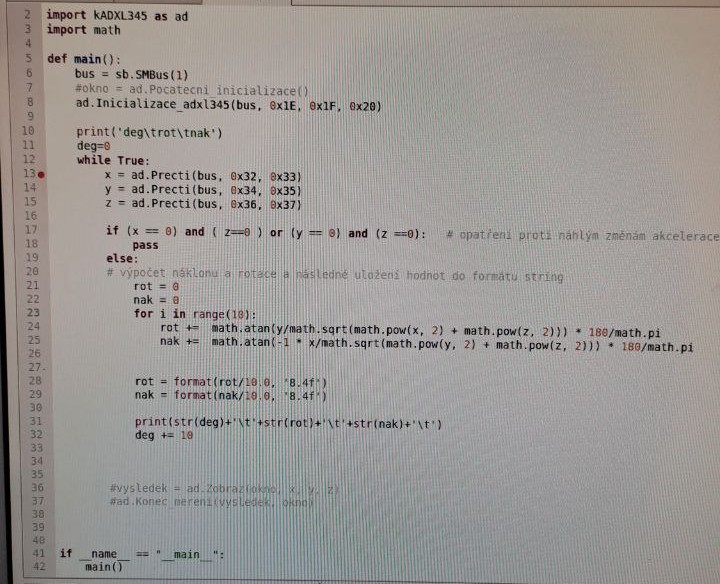 2 import kADXL345 as ad
3 import math
4
5 def main():
6     bus = sb.SMBus(1)
7     #okno = ad.Pocatecni_inicializace()
8     ad.Inicializace_adxl345(bus, 0x1E, 0x1F, 0x20)
9
10     print('deg\trot\tnak')
11     deg=0
12     while True:
13         x = ad.Precti(bus, 0x32, 0x33)
14         y = ad.Precti(bus, 0x34, 0x35)
15         z = ad.Precti(bus, 0x36, 0x37)
16
17         if (x == 0) and ( z==0 ) or (y == 0) and (z ==0):   # opatření proti náhlým změnám akcelerace
18             pass
19         else:
20         # výpočet náklonu a rotace a následné uložení hodnot do formátu string
21             rot = 0
22             nak = 0
23             for i in range(10):
24                 rot +=  math.atan(y/math.sqrt(math.pow(x, 2) + math.pow(z, 2))) * 180/math.pi
25                 nak +=  math.atan(-1 * x/math.sqrt(math.pow(y, 2) + math.pow(z, 2))) * 180/math.pi
26
27
28             rot = format(rot/10.0, '8.4f')
29             nak = format(nak/10.0, '8.4f')
30
31             print(str(deg)+'\t'+str(rot)+'\t'+str(nak)+'\t')
32             deg += 10
33
34
35
36         #vysledek = ad.Zobraz(okno, x, y, z)
37         #ad.Konec_mereni(vysledek, okno)
38
39
40
41 if __name__ == "__main__":
42     main()